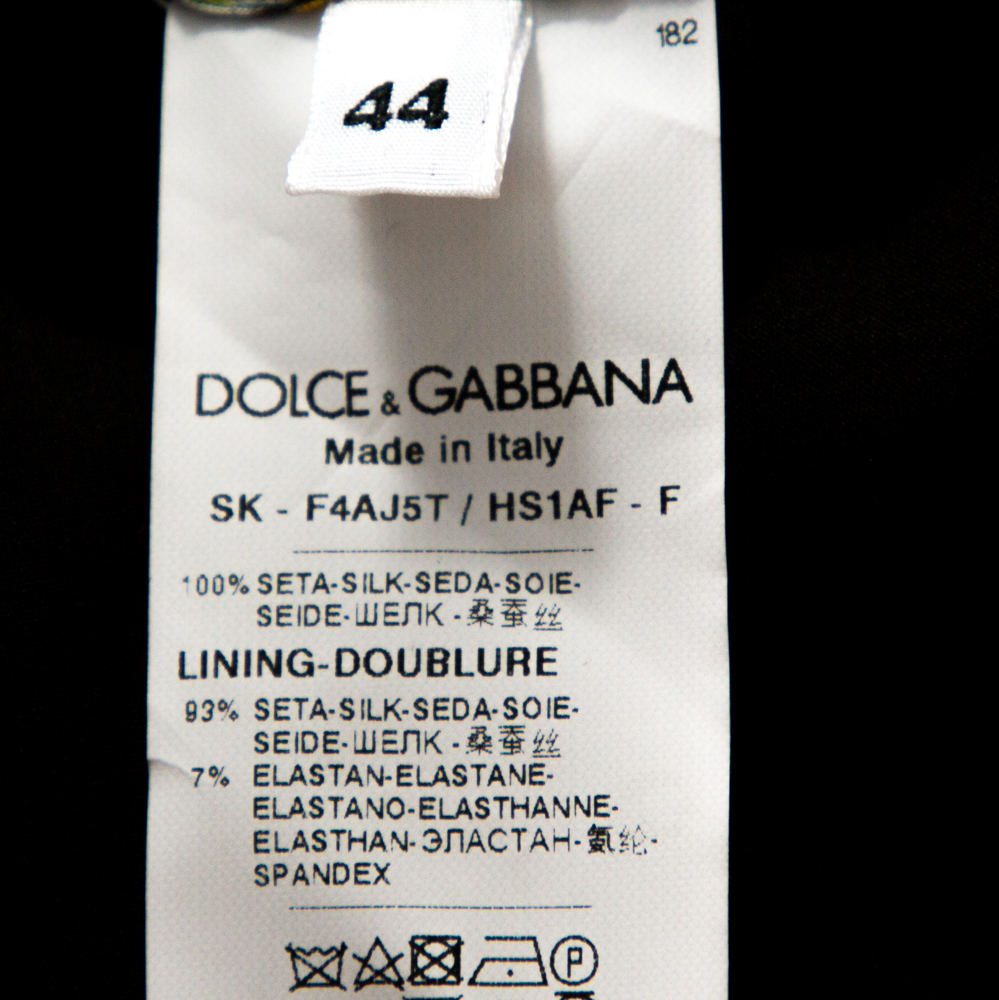 182
44
DOLCE & GABBANA
Made in Italy
SK - F4AJ5T / HS1AF - F
100% SETA-SILK-SEDA-SOIE-
SEIDE-ШЕЛК - 桑蚕丝
LINING-DOUBLURE
93% SETA-SILK-SEDA-SOIE-
SEIDE-ШЕЛК - 桑蚕丝
7% ELASTAN-ELASTANE-
ELASTANO-ELASTHANNE-
ELASTHAN-ЭЛАСТАН-氨纶-
SPANDEX
P